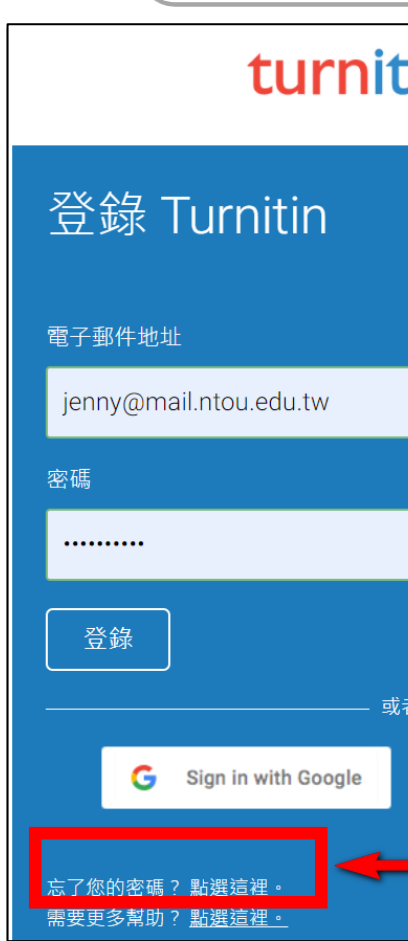 turnit
登錄 Turnitin
電子郵件地址
jenny@mail.ntou.edu.tw
密碼
••••••••••
登錄
或者
Sign in with Google
忘了您的密碼？ 點選這裡。
需要更多幫助？ 點選這裡。